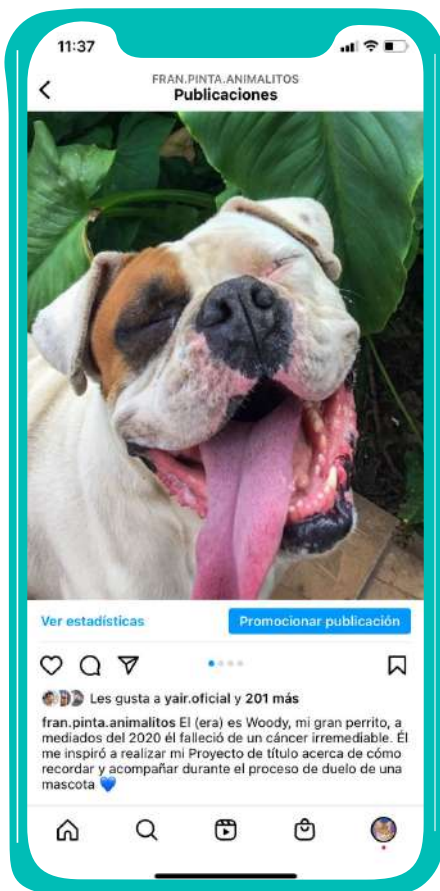 11:37
FRAN.PINTA.ANIMALITOS
Publicaciones
Ver estadísticas
Promocionar publicación
Les gusta a yair.oficial y 201 más
fran.pinta.animalitos El (era) es Woody, mi gran perrito, a
mediados del 2020 él falleció de un cáncer irremediable. Él
me inspiró a realizar mi Proyecto de título acerca de cómo
recordar y acompañar durante el proceso de duelo de una
mascota 💙